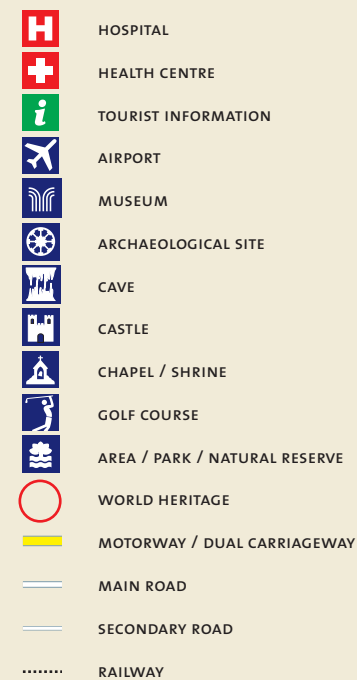 H HOSPITAL
HEALTH CENTRE
i TOURIST INFORMATION
AIRPORT
MUSEUM
ARCHAEOLOGICAL SITE
CAVE
CASTLE
CHAPEL / SHRINE
GOLF COURSE
AREA / PARK / NATURAL RESERVE
WORLD HERITAGE
MOTORWAY / DUAL CARRIAGEWAY
MAIN ROAD
SECONDARY ROAD
RAILWAY